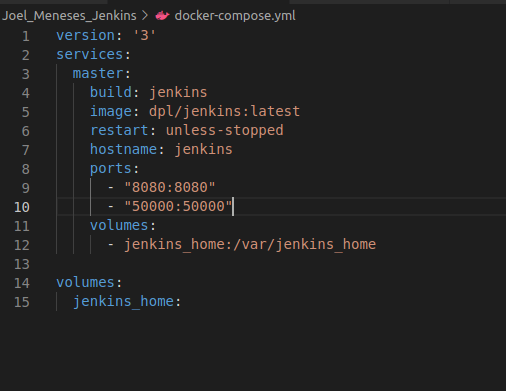 Joel_Meneses_Jenkins > docker-compose.yml
1 version: '3'
2 services:
3 master:
4 build: jenkins
5 image: dpl/jenkins:latest
6 restart: unless-stopped
7 hostname: jenkins
8 ports:
9 - "8080:8080"
10 - "50000:50000"
11 volumes:
12 - jenkins_home:/var/jenkins_home
13
14 volumes:
15 jenkins_home: